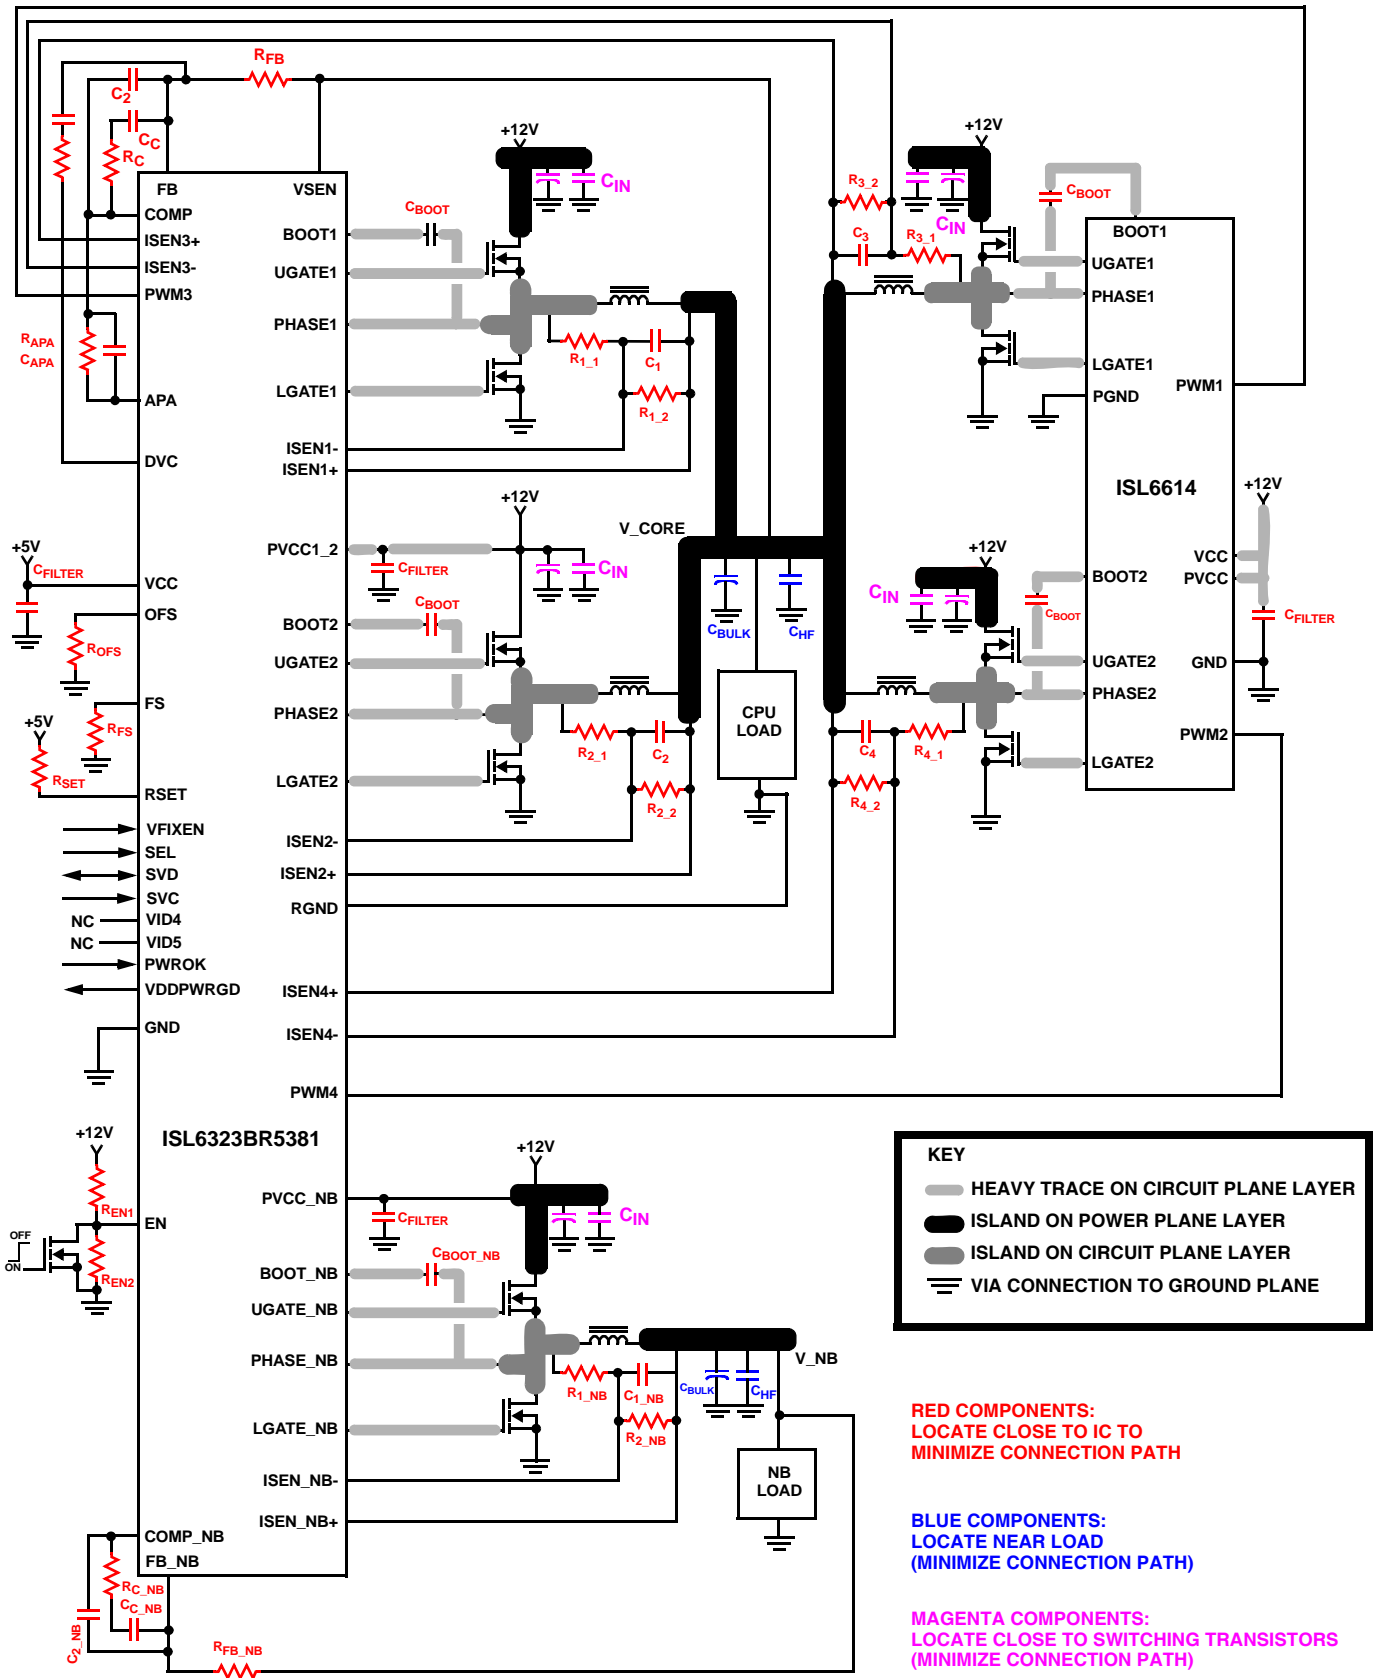 RFB
C2
CC
RC
+12V
CIN
FB
VSEN
COMP
ISEN3+
ISEN3-
PWM3
RAPA
CAPA
APA
DVC
BOOT1
CBOOT
UGATE1
PHASE1
LGATE1
ISEN1-
ISEN1+
R1_1
C1
R1_2
+12V
PVCC1_2
CFILTER
CIN
BOOT2
CBOOT
UGATE2
PHASE2
LGATE2
ISEN2-
ISEN2+
RGND
R2_1
C2
R2_2
+5V
CFILTER
VCC
OFS
ROFS
FS
RFS
+5V
RSET
RSET
VFIXEN
SEL
SVD
SVC
NC
VID4
NC
VID5
PWROK
VDDPWRGD
GND
ISEN4+
ISEN4-
PWM4
ISL6323BR5381
V_CORE
CBULK
CHF
CPU
LOAD
R3_2
C3
R3_1
+12V
CIN
CBOOT
BOOT1
UGATE1
PHASE1
LGATE1
PGND
PWM1
ISL6614
+12V
VCC
PVCC
CFILTER
GND
PWM2
+12V
CIN
BOOT2
CBOOT
UGATE2
PHASE2
LGATE2
C4
R4_1
R4_2
+12V
REN1
EN
OFF
ON
REN2
+12V
PVCC_NB
CFILTER
CIN
BOOT_NB
CBOOT_NB
UGATE_NB
PHASE_NB
LGATE_NB
ISEN_NB-
ISEN_NB+
R1_NB
C1_NB
R2_NB
V_NB
CBULK
CHF
NB
LOAD
COMP_NB
FB_NB
RC_NB
CC_NB
C2_NB
RFB_NB
KEY
HEAVY TRACE ON CIRCUIT PLANE LAYER
ISLAND ON POWER PLANE LAYER
ISLAND ON CIRCUIT PLANE LAYER
VIA CONNECTION TO GROUND PLANE
RED COMPONENTS:
LOCATE CLOSE TO IC TO
MINIMIZE CONNECTION PATH
BLUE COMPONENTS:
LOCATE NEAR LOAD
(MINIMIZE CONNECTION PATH)
MAGENTA COMPONENTS:
LOCATE CLOSE TO SWITCHING TRANSISTORS
(MINIMIZE CONNECTION PATH)